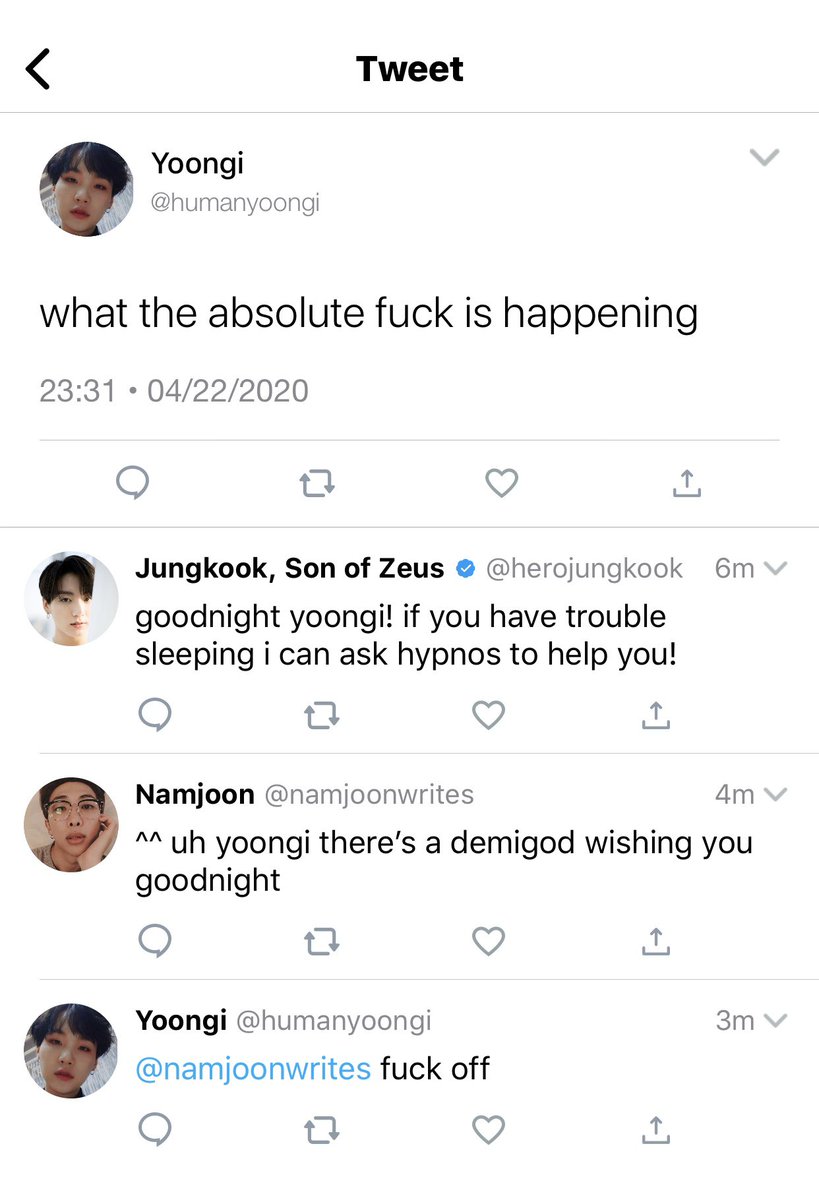 Tweet
Yoongi
@humanyoongi
what the absolute fuck is happening
23:31 • 04/22/2020
Jungkook, Son of Zeus @herojungkook 6m
goodnight yoongi! if you have trouble
sleeping i can ask hypnos to help you!
Namjoon @namjoonwrites 4m
^^ uh yoongi there’s a demigod wishing you
goodnight
Yoongi @humanyoongi 3m
@namjoonwrites fuck off